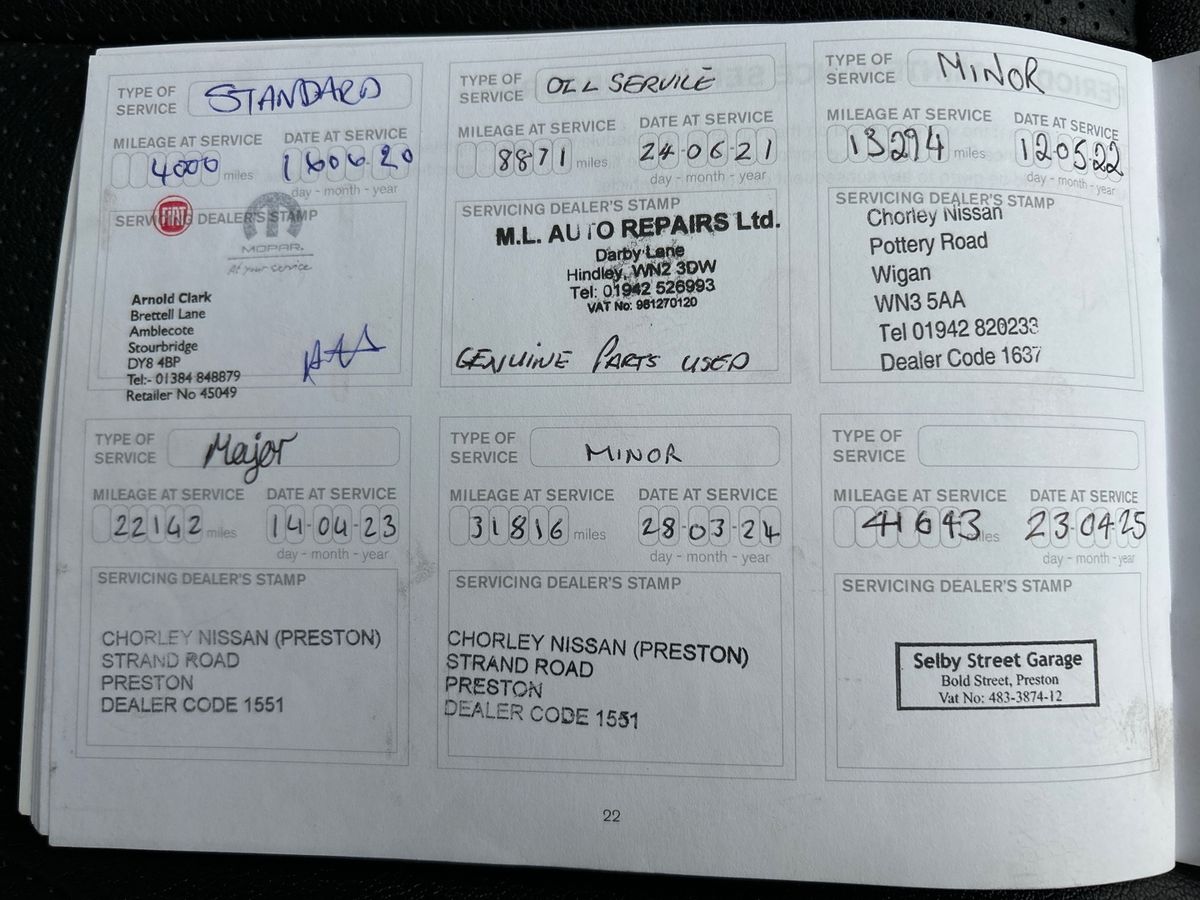 TYPE OF SERVICE STANDARD
MILEAGE AT SERVICE DATE AT SERVICE
4000 miles 160620
day - month - year
SERVICING DEALER'S STAMP
FIAT
MOPAR.
At your service
Arnold Clark
Brettell Lane
Amblecote
Stourbridge
DY8 4BP
Tel:- 01384 848879
Retailer No 45049
TYPE OF SERVICE OIL SERVICE
MILEAGE AT SERVICE DATE AT SERVICE
8871 miles 24-06-21
day - month - year
SERVICING DEALER'S STAMP
M.L. AUTO REPAIRS Ltd.
Darby Lane
Hindley, WN2 3DW
Tel: 01942 526993
VAT No: 981270120
GENUINE PARTS USED
TYPE OF SERVICE MINOR
MILEAGE AT SERVICE DATE AT SERVICE
13294 miles 120522
day - month - year
SERVICING DEALER'S STAMP
Chorley Nissan
Pottery Road
Wigan
WN3 5AA
Tel 01942 820233
Dealer Code 1637
TYPE OF SERVICE Major
MILEAGE AT SERVICE DATE AT SERVICE
22142 miles 14-04-23
day - month - year
SERVICING DEALER'S STAMP
CHORLEY NISSAN (PRESTON)
STRAND ROAD
PRESTON
DEALER CODE 1551
TYPE OF SERVICE MINOR
MILEAGE AT SERVICE DATE AT SERVICE
31816 miles 28-03-24
day - month - year
SERVICING DEALER'S STAMP
CHORLEY NISSAN (PRESTON)
STRAND ROAD
PRESTON
DEALER CODE 1551
TYPE OF SERVICE
MILEAGE AT SERVICE DATE AT SERVICE
41643 miles 23-04-25
day - month - year
SERVICING DEALER'S STAMP
Selby Street Garage
Bold Street, Preston
Vat No: 483-3874-12
22